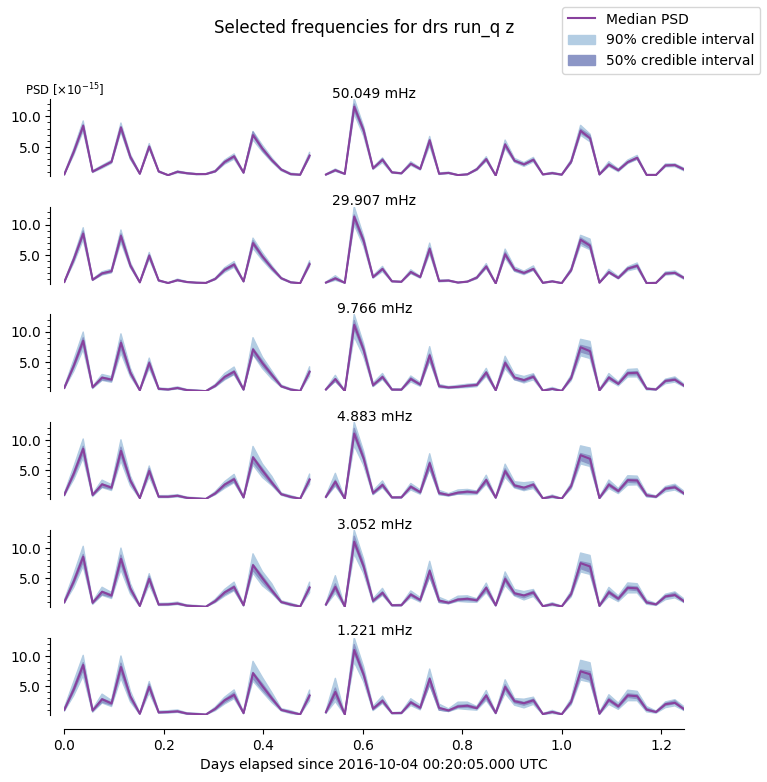 Selected frequencies for drs run_q z
Median PSD
90% credible interval
50% credible interval
PSD [×10⁻¹⁵]
50.049 mHz
10.0
5.0
29.907 mHz
10.0
5.0
9.766 mHz
10.0
5.0
4.883 mHz
10.0
5.0
3.052 mHz
10.0
5.0
1.221 mHz
10.0
5.0
0.0 0.2 0.4 0.6 0.8 1.0 1.2
Days elapsed since 2016-10-04 00:20:05.000 UTC